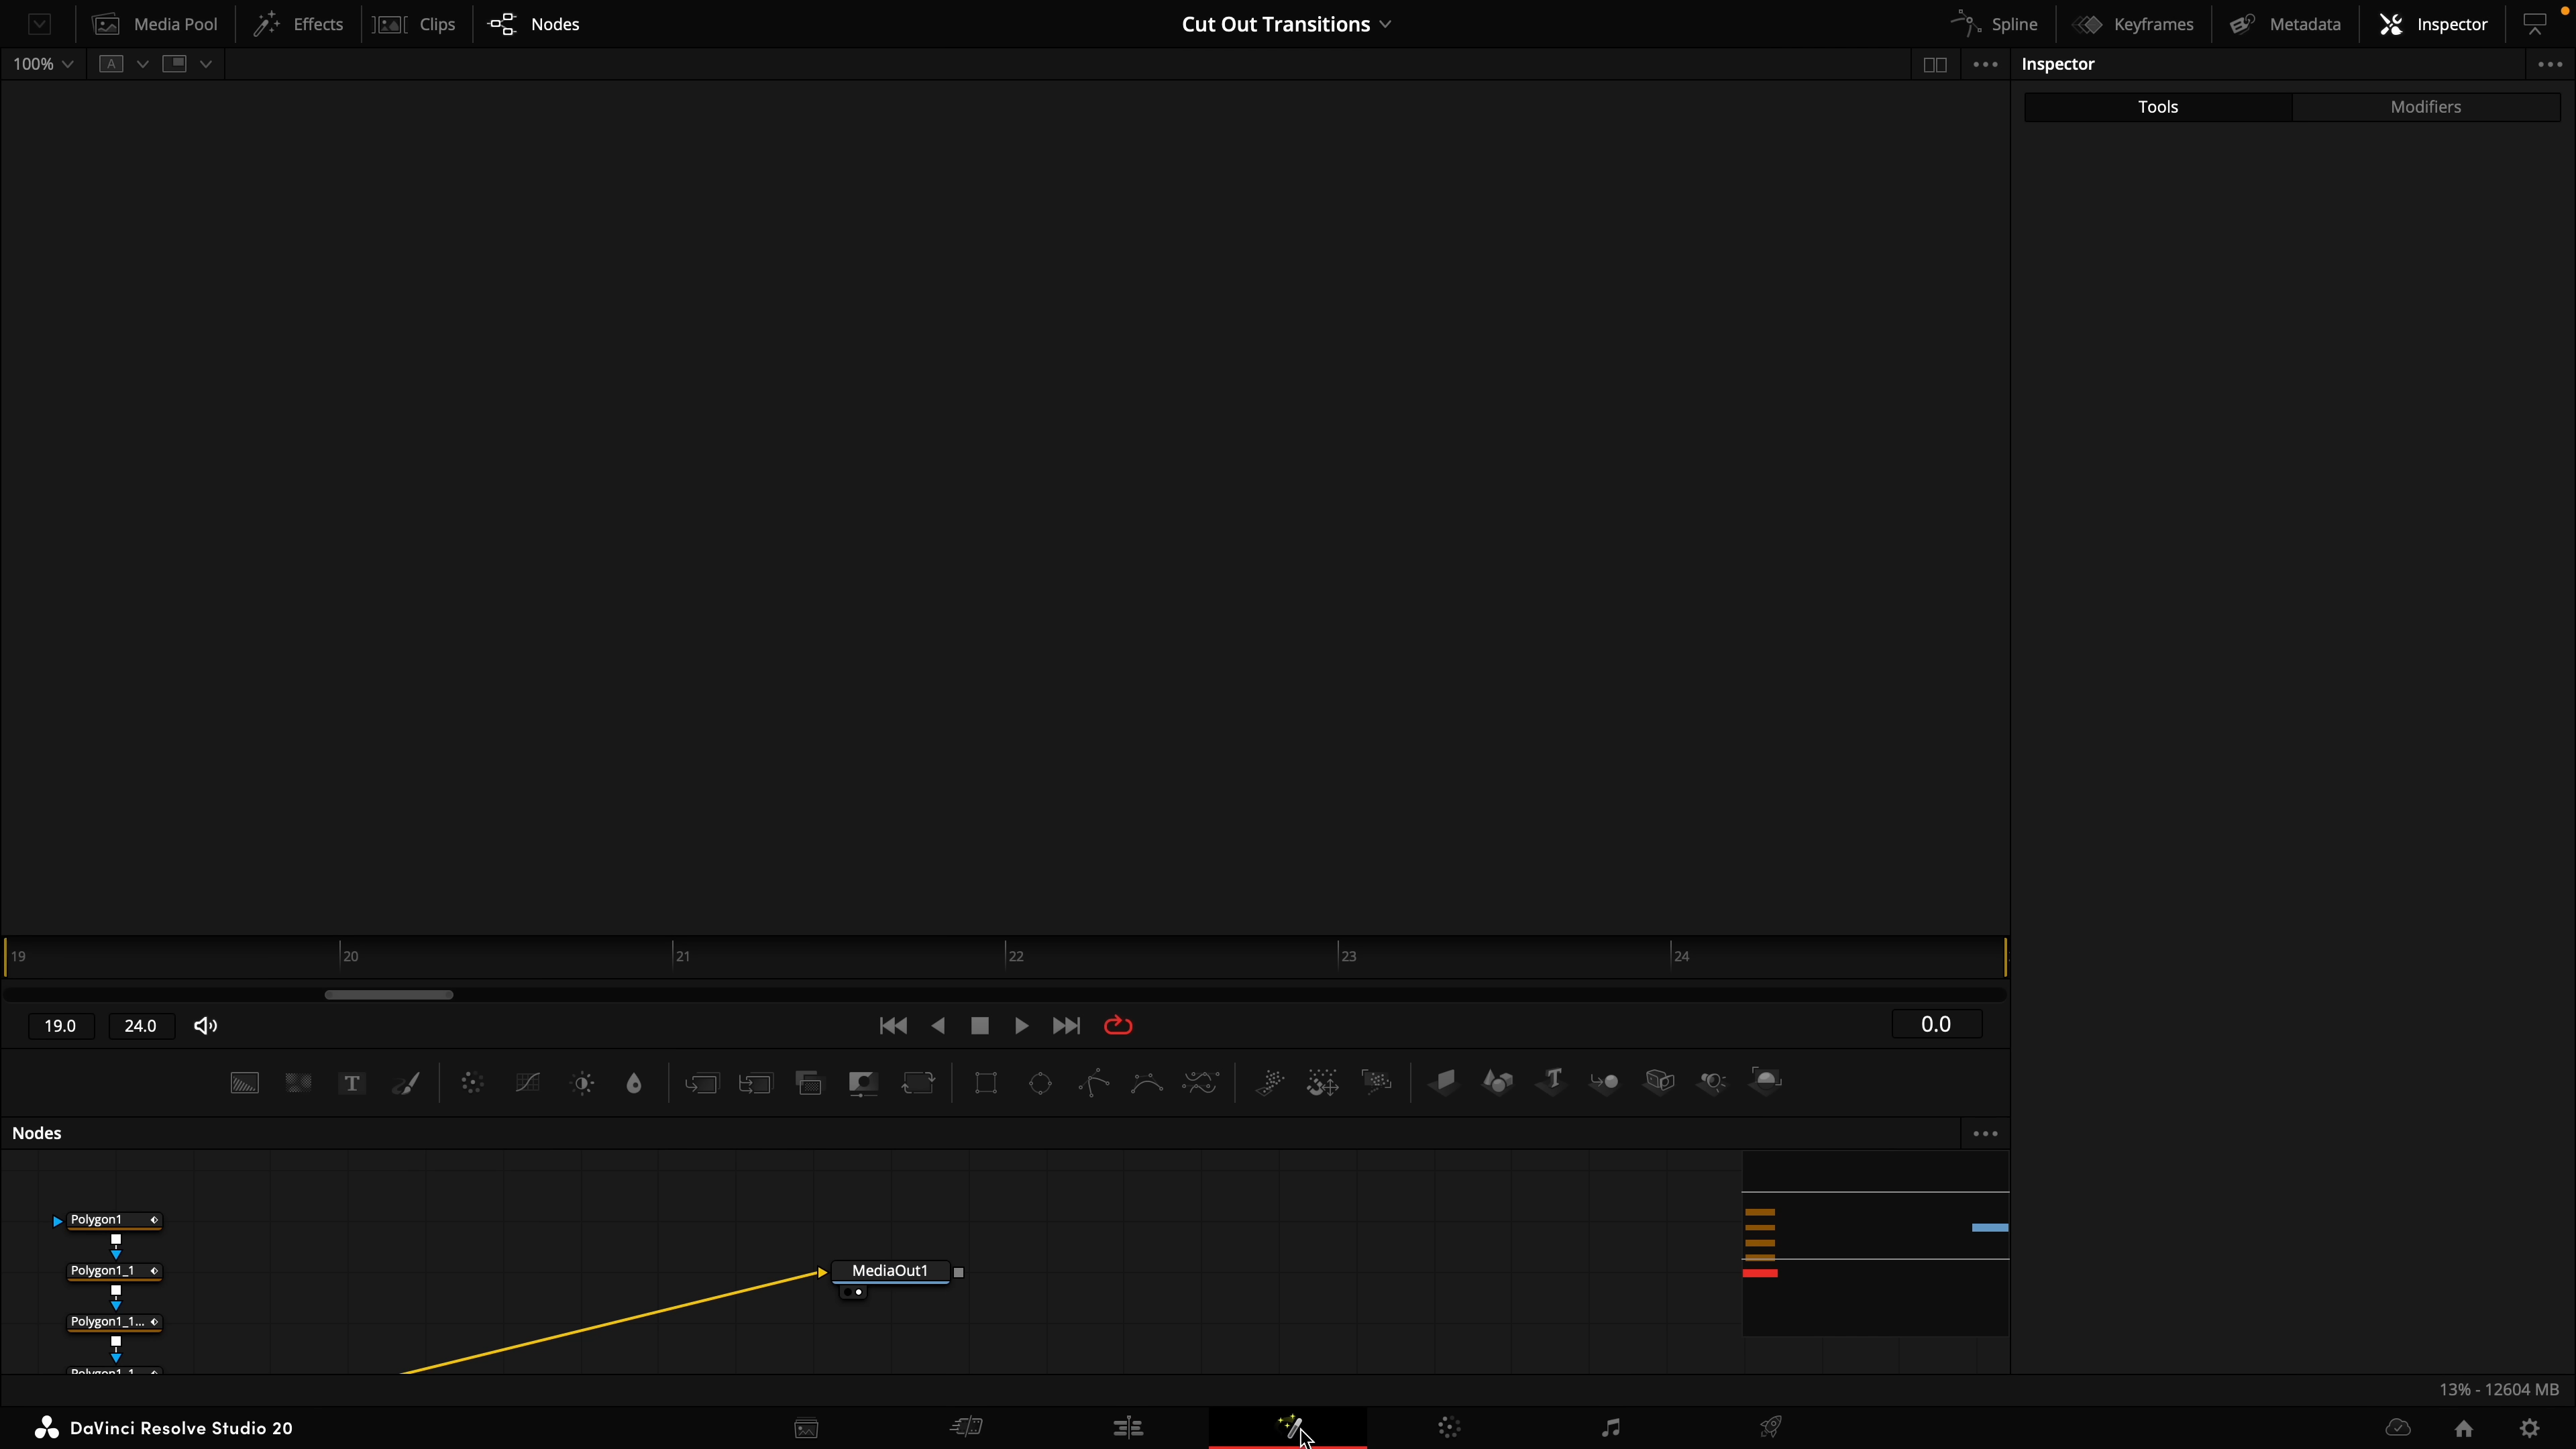 Media Pool
Effects
Clips
Nodes
Cut Out Transitions
Spline
Keyframes
Metadata
Inspector
100%
A
Inspector
Tools
Modifiers
19
20
21
22
23
24
19.0
24.0
0.0
T
T
Nodes
Polygon1
Polygon1_1
Polygon1_1...
Polygon1_1
MediaOut1
13% - 12604 MB
DaVinci Resolve Studio 20